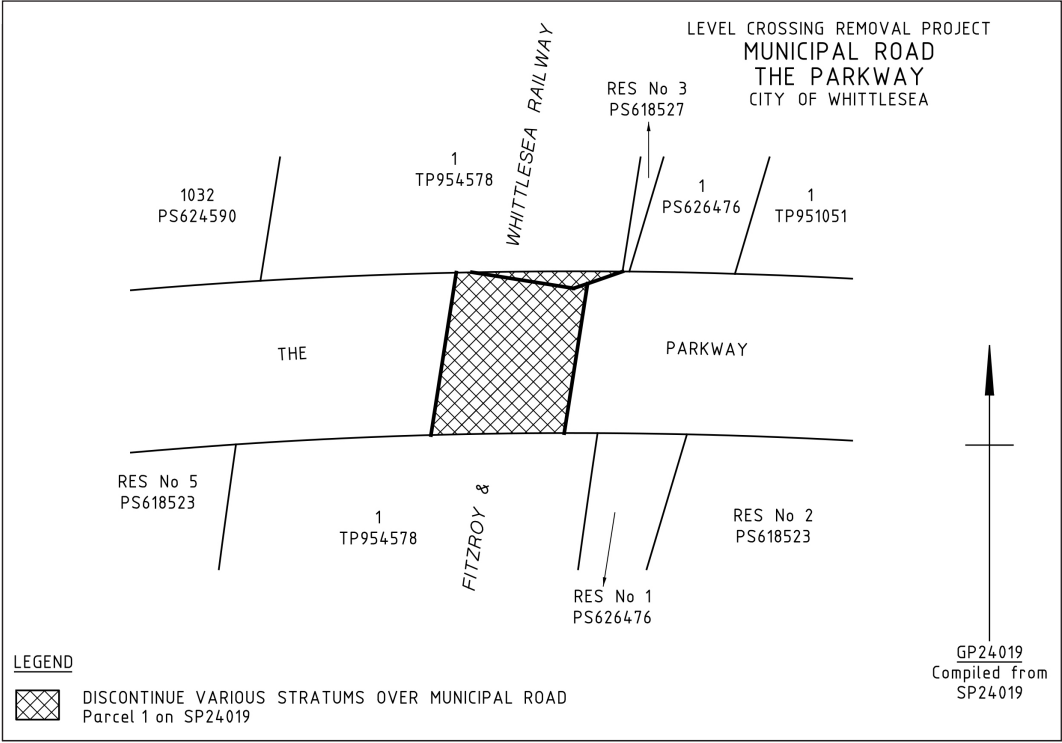 LEVEL CROSSING REMOVAL PROJECT
MUNICIPAL ROAD
THE PARKWAY
CITY OF WHITTLESEA
WHITTLESEA RAILWAY
RES No 3
PS618527
1
TP954578
1032
PS624590
1
PS626476
1
TP951051
THE
PARKWAY
RES No 5
PS618523
1
TP954578
FITZROY &
RES No 1
PS626476
RES No 2
PS618523
GP24019
Compiled from
SP24019
LEGEND
DISCONTINUE VARIOUS STRATUMS OVER MUNICIPAL ROAD
Parcel 1 on SP24019